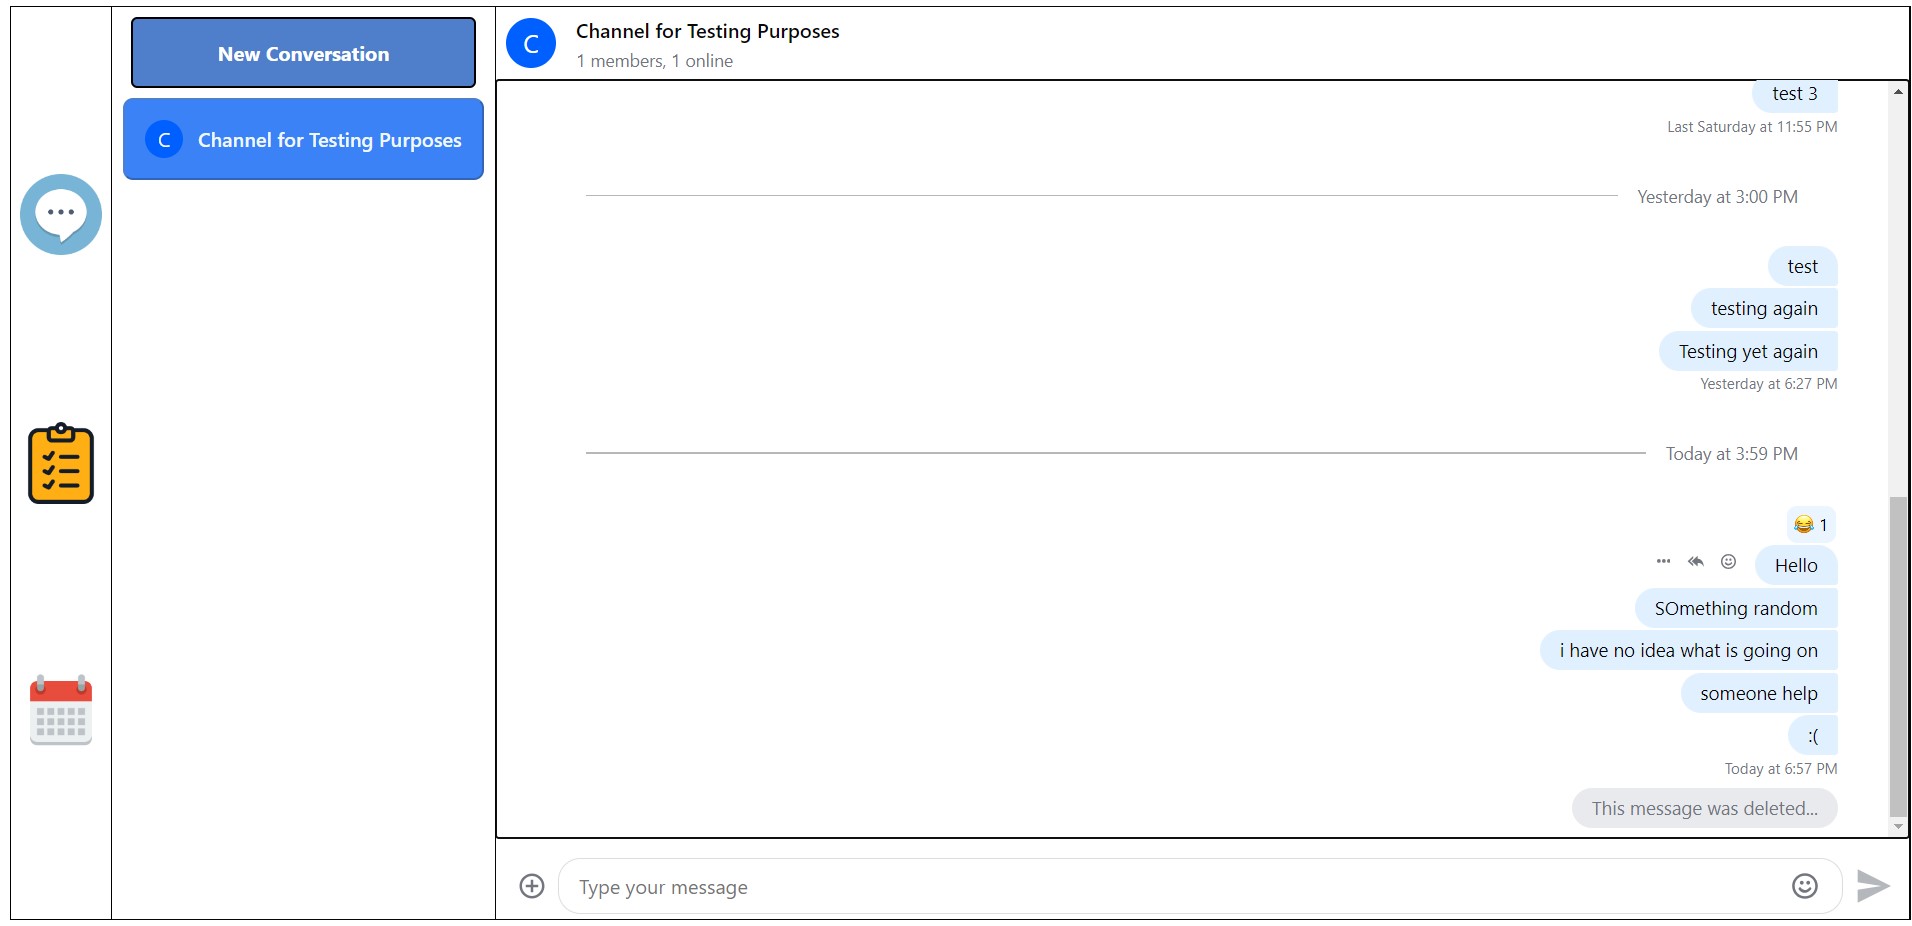 New Conversation
C
Channel for Testing Purposes
C
Channel for Testing Purposes
1 members, 1 online
test 3
Last Saturday at 11:55 PM
Yesterday at 3:00 PM
test
testing again
Testing yet again
Yesterday at 6:27 PM
Today at 3:59 PM
😂 1
Hello
SOmething random
i have no idea what is going on
someone help
:(
Today at 6:57 PM
This message was deleted...
Type your message